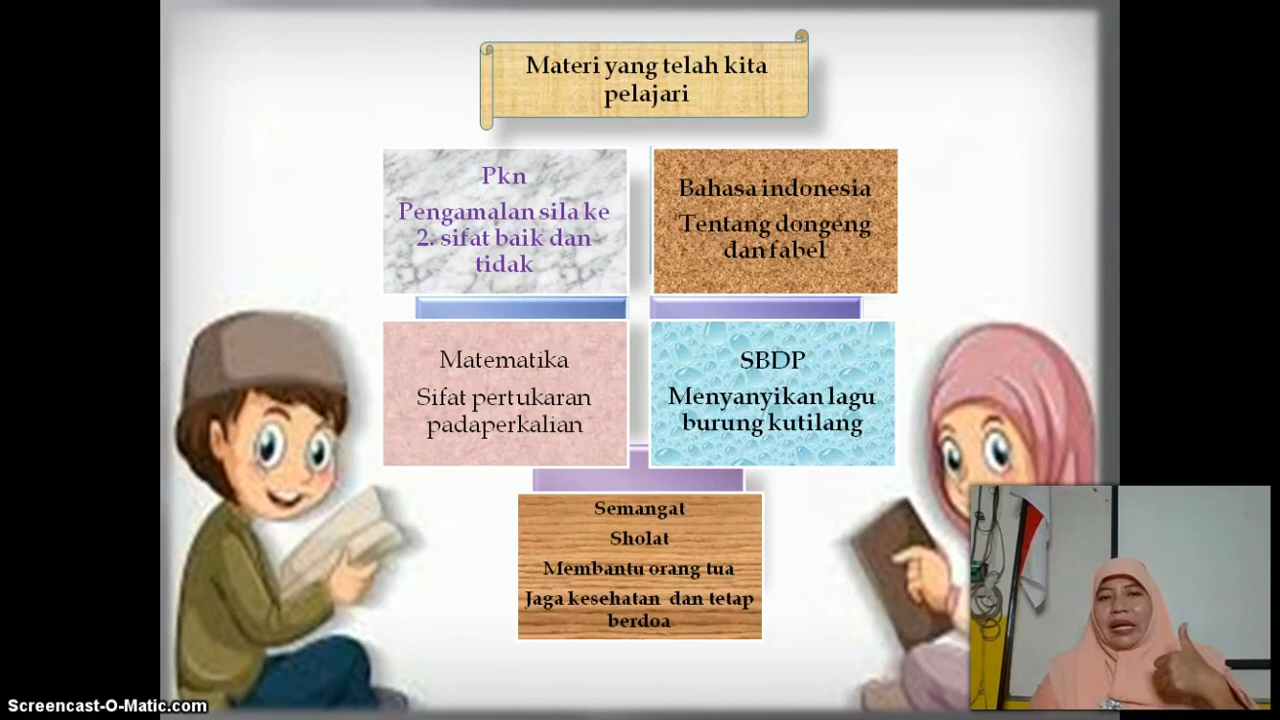 Materi yang telah kita
pelajari
Pkn
Pengamalan sila ke
2. sifat baik dan
tidak
Bahasa indonesia
Tentang dongeng
dan fabel
Matematika
Sifat pertukaran
padaperkalian
SBDP
Menyanyikan lagu
burung kutilang
Semangat
Sholat
Membantu orang tua
Jaga kesehatan dan tetap
berdoa
Screencast-O-Matic.com